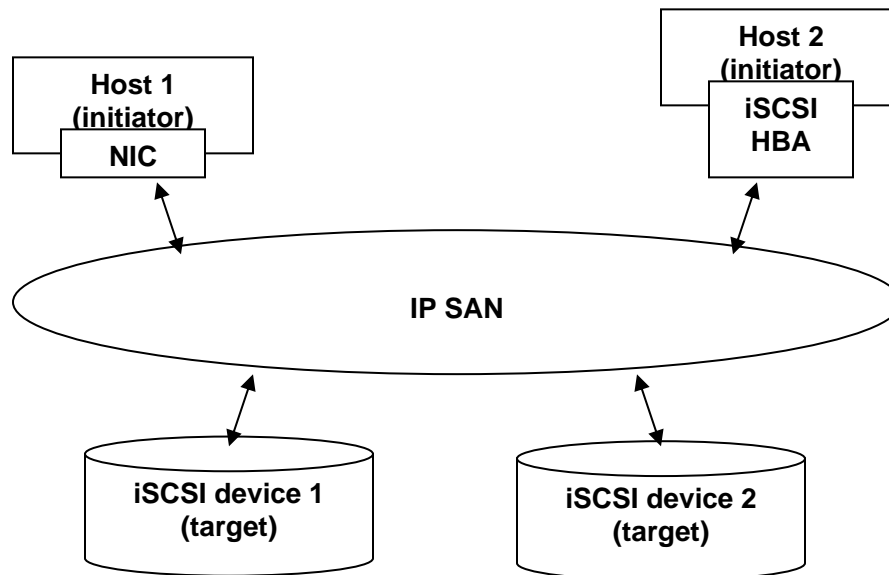 Host 1
(initiator)
NIC
Host 2
(initiator)
iSCSI
HBA
IP SAN
iSCSI device 1
(target)
iSCSI device 2
(target)